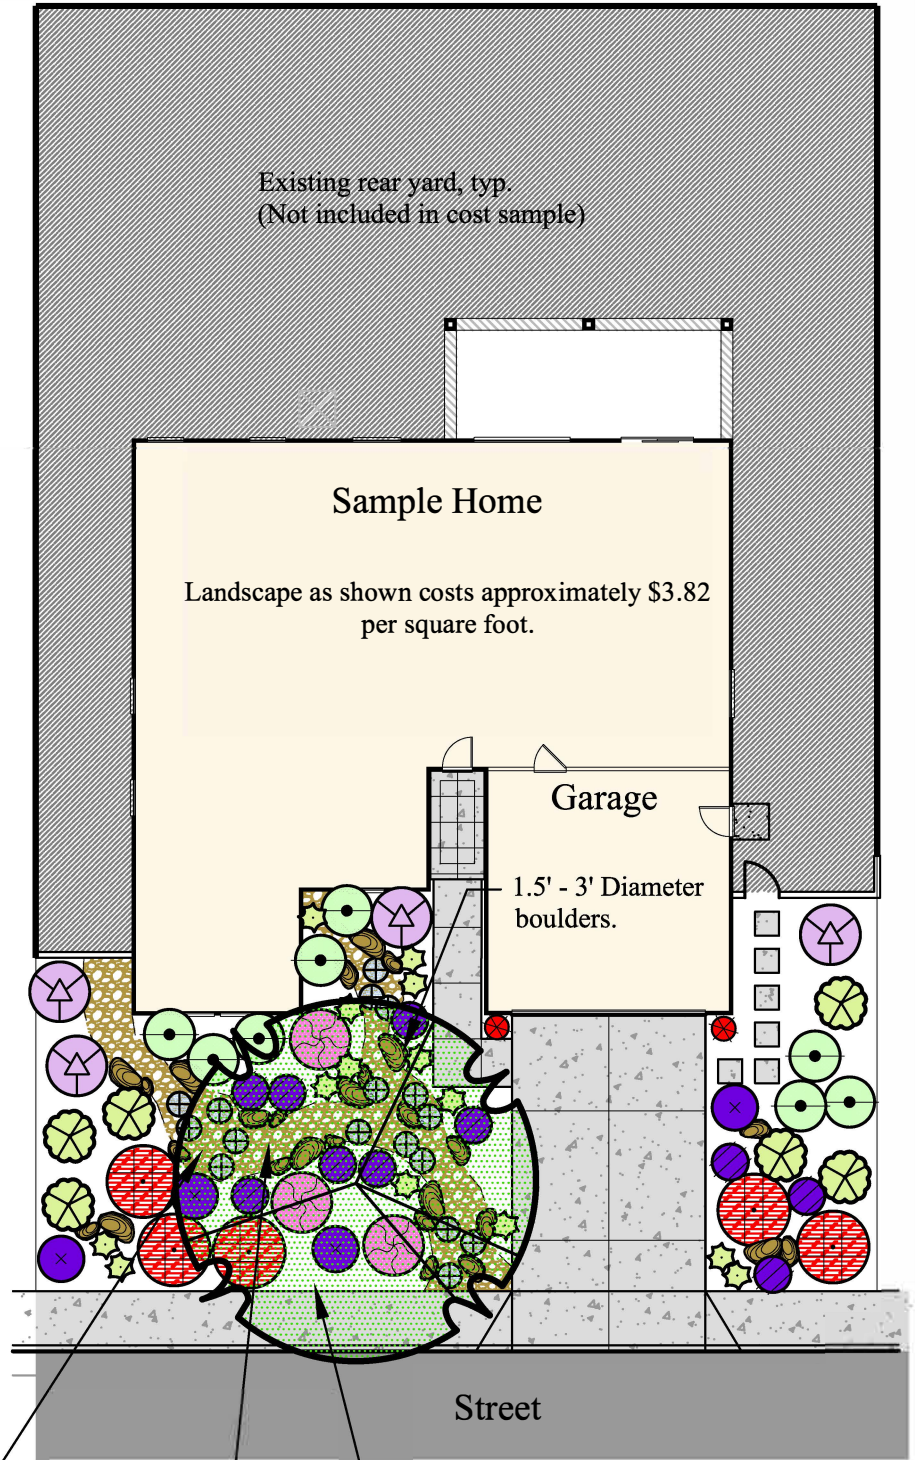 Existing rear yard, typ.
(Not included in cost sample)
Sample Home
Landscape as shown costs approximately $3.82
per square foot.
Garage
1.5' - 3' Diameter
boulders.
Street